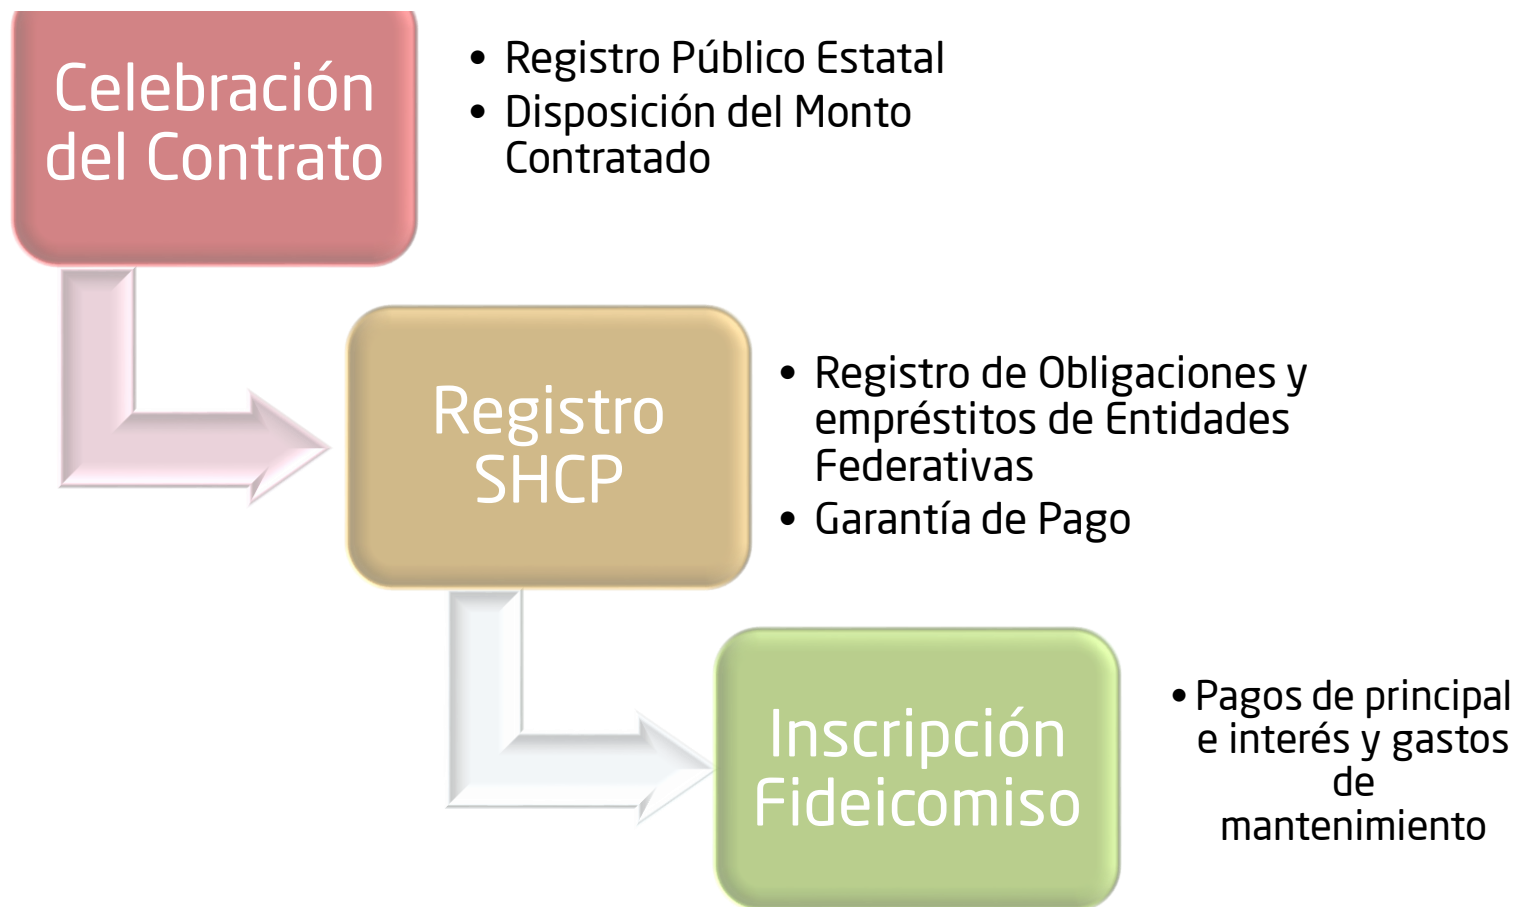 Celebración
del Contrato
• Registro Público Estatal
• Disposición del Monto
Contratado
Registro
SHCP
• Registro de Obligaciones y
empréstitos de Entidades
Federativas
• Garantía de Pago
Inscripción
Fideicomiso
• Pagos de principal
e interés y gastos
de
mantenimiento